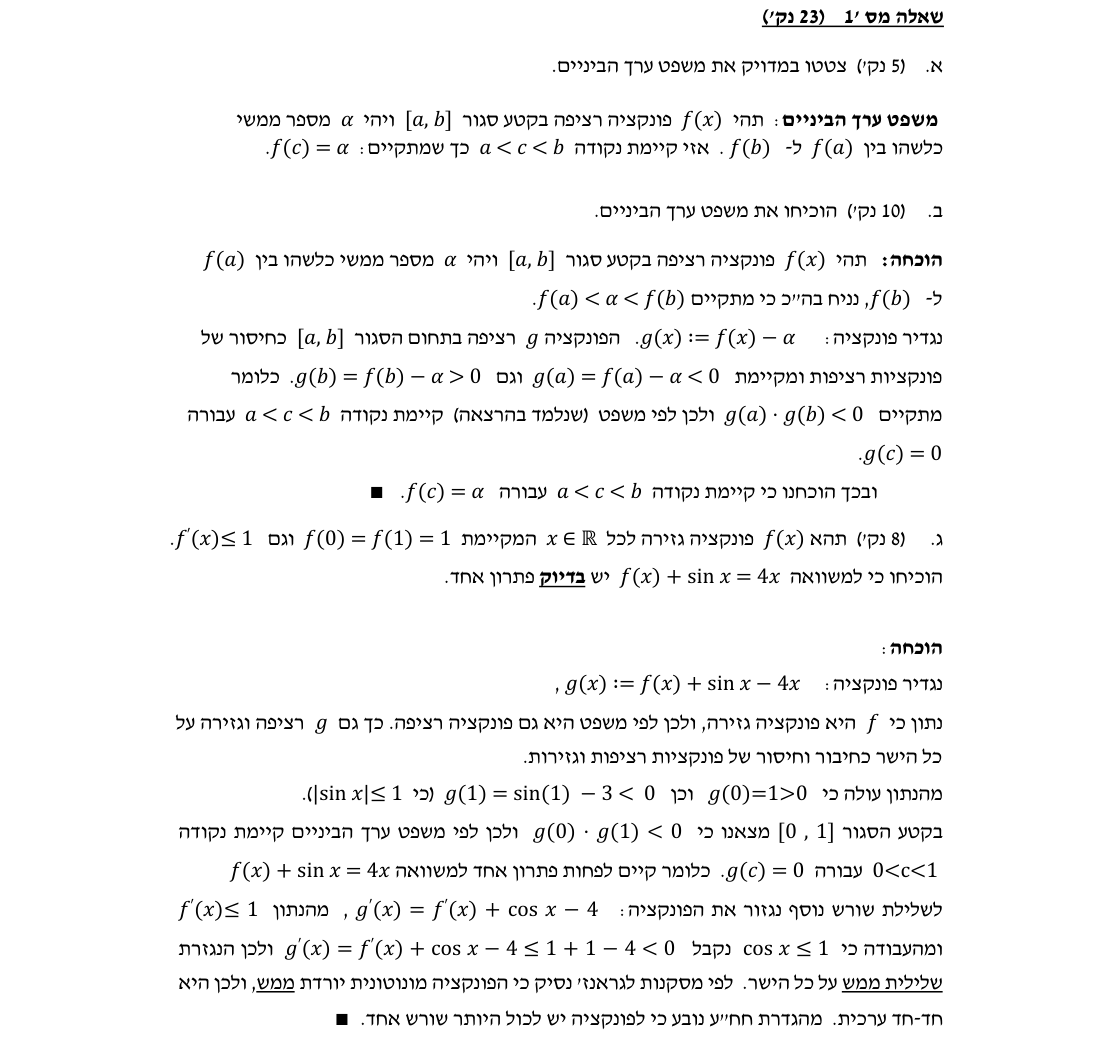 שאלה מס '1 (23 נק')
א. (5 נק') צטטו במדויק את משפט ערך הביניים.
משפט ערך הביניים: תהי f(x) פונקציה רציפה בקטע סגור [a, b] ויהי α מספר ממשי
כלשהו בין f(a) ל- f(b) . אזי קיימת נקודה a < c < b כך שמתקיים: f(c) = α.
ב. (10 נק') הוכיחו את משפט ערך הביניים.
הוכחה: תהי f(x) פונקציה רציפה בקטע סגור [a, b] ויהי α מספר ממשי כלשהו בין f(a)
ל- f(b), נניח בה"כ כי מתקיים f(a) < α < f(b).
נגדיר פונקציה: g(x) := f(x) − α. הפונקציה g רציפה בתחום הסגור [a, b] כחיסור של
פונקציות רציפות ומקיימת g(a) = f(a) − α < 0 וגם g(b) = f(b) − α > 0. כלומר
מתקיים g(a) · g(b) < 0 ולכן לפי משפט (שנלמד בהרצאה) קיימת נקודה a < c < b עבורה
g(c) = 0.
ובכך הוכחנו כי קיימת נקודה a < c < b עבורה f(c) = α. ■
ג. (8 נק') תהא f(x) פונקציה גזירה לכל x ∈ ℝ המקיימת f(0) = f(1) = 1 וגם f′(x)≤ 1.
הוכיחו כי למשוואה f(x) + sin x = 4x יש בדיוק פתרון אחד.
הוכחה:
נגדיר פונקציה: g(x) := f(x) + sin x − 4x ,
נתון כי f היא פונקציה גזירה, ולכן לפי משפט היא גם פונקציה רציפה. כך גם g רציפה וגזירה על
כל הישר כחיבור וחיסור של פונקציות רציפות וגזירות.
מהנתון עולה כי g(0)=1>0 וכן g(1) = sin(1) − 3 < 0 (כי |sin x|≤ 1).
בקטע הסגור [0 , 1] מצאנו כי g(0) · g(1) < 0 ולכן לפי משפט ערך הביניים קיימת נקודה
0<c<1 עבורה g(c) = 0. כלומר קיים לפחות פתרון אחד למשוואה f(x) + sin x = 4x
לשלילת שורש נוסף נגזור את הפונקציה: g′(x) = f′(x) + cos x − 4 , מהנתון f′(x)≤ 1
ומהעבודה כי cos x ≤ 1 נקבל g′(x) = f′(x) + cos x − 4 ≤ 1 + 1 − 4 < 0 ולכן הנגזרת
שלילית ממש על כל הישר. לפי מסקנות לגראנז' נסיק כי הפונקציה מונוטונית יורדת ממש, ולכן היא
חד-חד ערכית. מהגדרת חח"ע נובע כי לפונקציה יש לכול היותר שורש אחד. ■